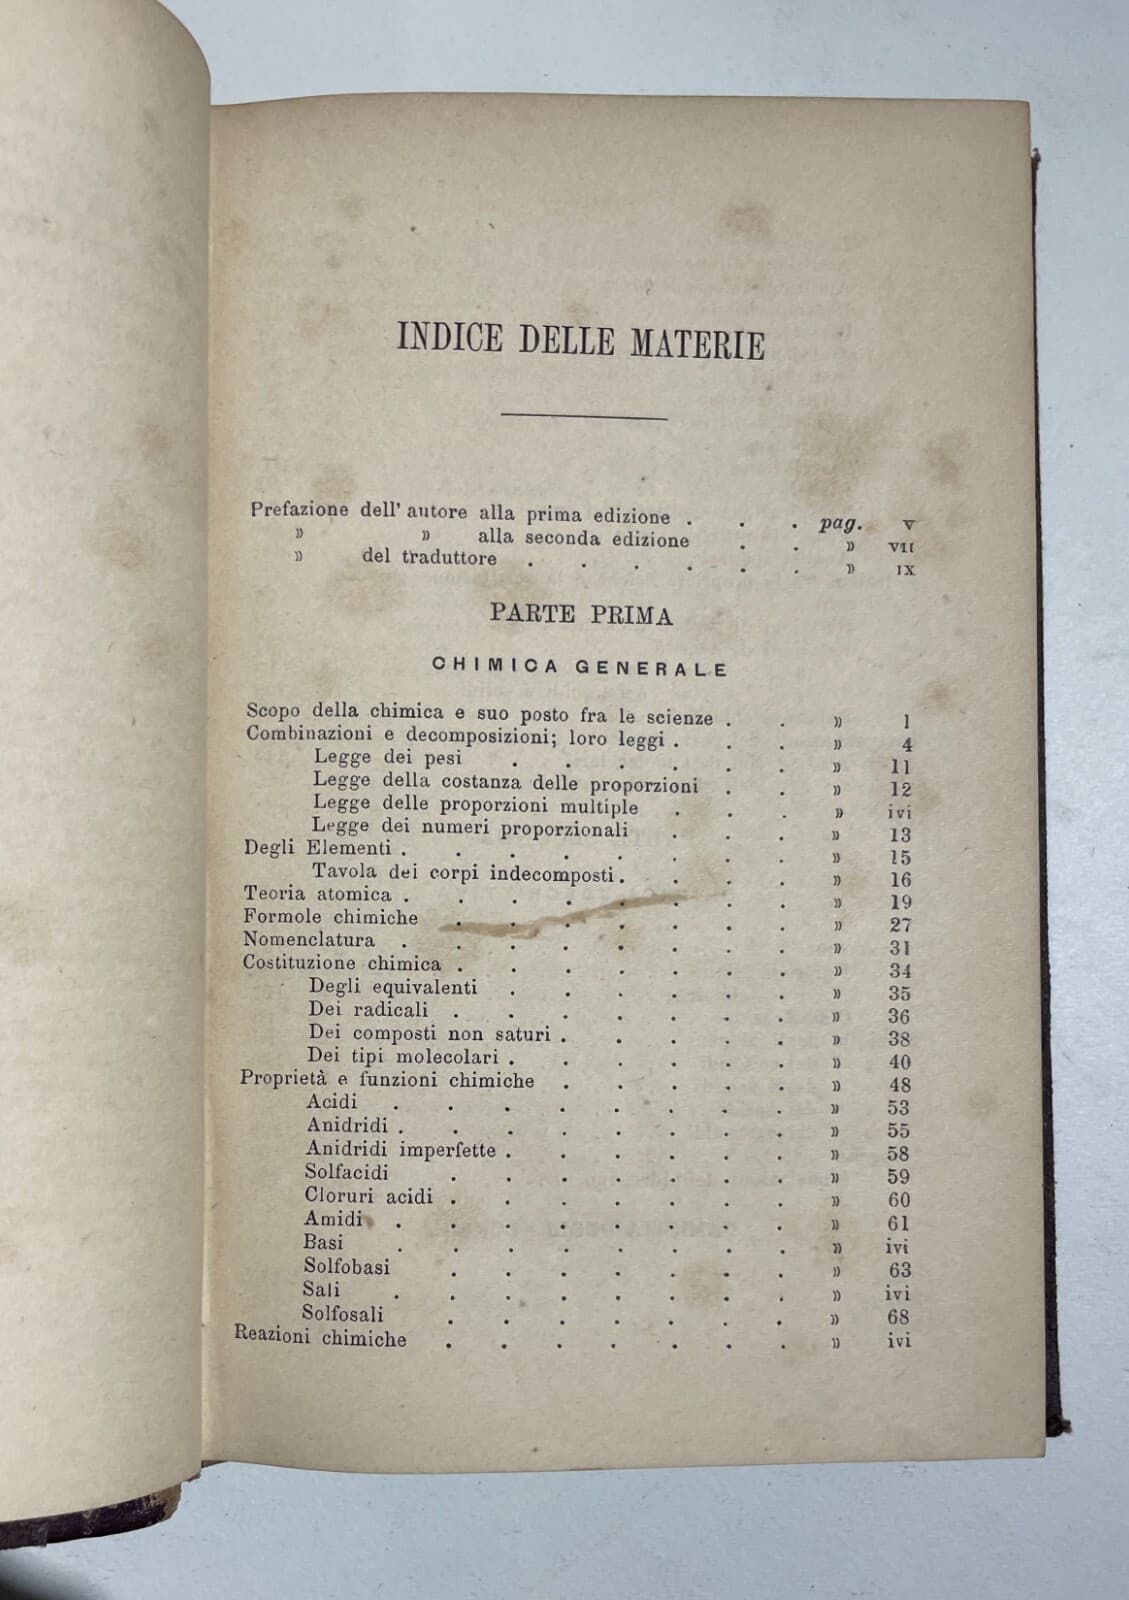 INDICE DELLE MATERIE
Prefazione dell' autore alla prima edizione . . . pag. V
» » alla seconda edizione . . » VII
» del traduttore . . . . . . » IX
PARTE PRIMA
CHIMICA GENERALE
Scopo della chimica e suo posto fra le scienze . . » 1
Combinazioni e decomposizioni; loro leggi . . . » 4
Legge dei pesi . . . . . . » 11
Legge della costanza delle proporzioni . . » 12
Legge delle proporzioni multiple . . . » ivi
Legge dei numeri proporzionali . . . » 13
Degli Elementi . . . . . . . . » 15
Tavola dei corpi indecomposti . . . . » 16
Teoria atomica . . . . . . . . » 19
Formole chimiche . . . . . . . » 27
Nomenclatura . . . . . . . . » 31
Costituzione chimica . . . . . . . » 34
Degli equivalenti . . . . . . » 35
Dei radicali . . . . . . . » 36
Dei composti non saturi . . . . . » 38
Dei tipi molecolari . . . . . . » 40
Proprietà e funzioni chimiche . . . . . » 48
Acidi . . . . . . . . » 53
Anidridi . . . . . . . . » 55
Anidridi imperfette . . . . . . » 58
Solfacidi . . . . . . . » 59
Cloruri acidi . . . . . . . » 60
Amidi . . . . . . . . » 61
Basi . . . . . . . . » ivi
Solfobasi . . . . . . . » 63
Sali . . . . . . . . » ivi
Solfosali . . . . . . . » 68
Reazioni chimiche . . . . . . . » ivi